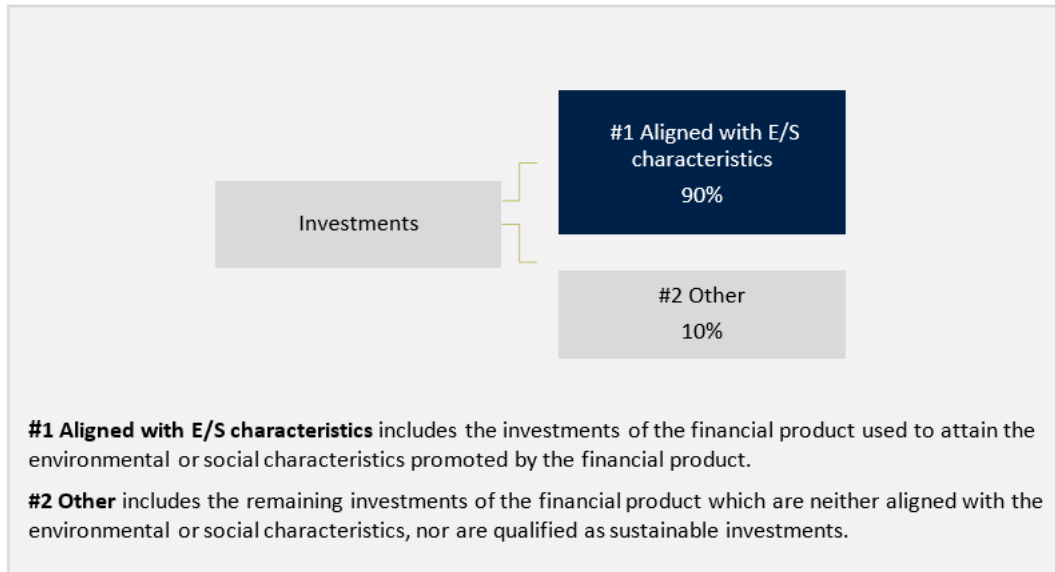 #1 Aligned with E/S
characteristics
90%
Investments
#2 Other
10%
#1 Aligned with E/S characteristics includes the investments of the financial product used to attain the
environmental or social characteristics promoted by the financial product.
#2 Other includes the remaining investments of the financial product which are neither aligned with the
environmental or social characteristics, nor are qualified as sustainable investments.